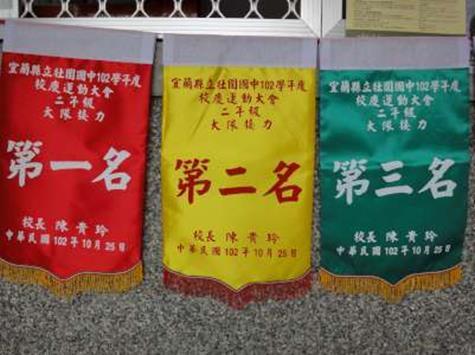 宜蘭縣立壯圍國中102學年度
校慶運動大會
二年級
大隊接力
第一名
校長 陳貴玲
中華民國102年10月25日
宜蘭縣立壯圍國中102學年度
校慶運動大會
二年級
大隊接力
第二名
校長 陳貴玲
中華民國102年10月25日
宜蘭縣立壯圍國中102學年度
校慶運動大會
二年級
大隊接力
第三名
校長 陳貴玲
中華民國102年10月25日